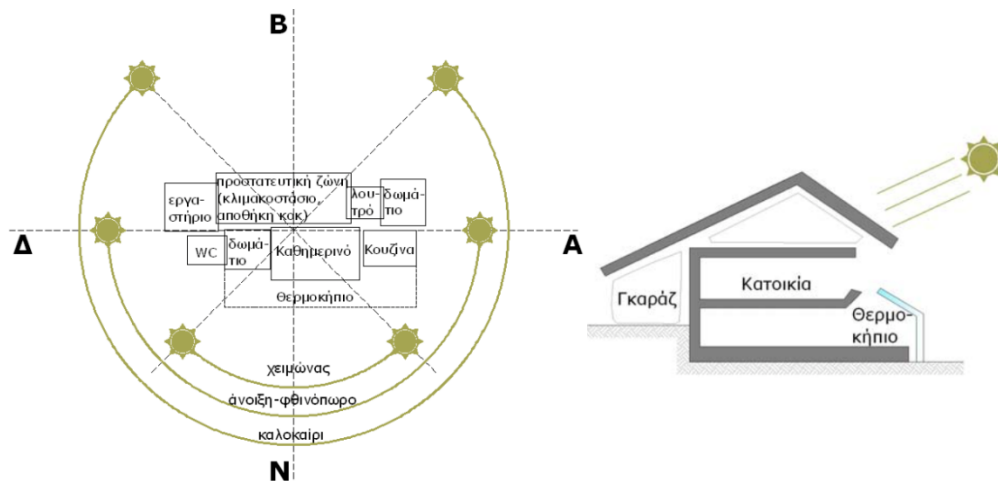 Β
προστατευτική ζώνη
(κλιμακοστάσιο,
αποθήκη κακ)
εργα-
στήριο
λου-
τρό
δωμά-
τιο
Δ
Α
WC
δωμά-
τιο
Καθημερινό
Κουζίνα
θερμοκήπιο
χειμώνας
άνοιξη-φθινόπωρο
καλοκαίρι
Ν
Γκαράζ
Κατοικία
Θερμο-
κήπιο